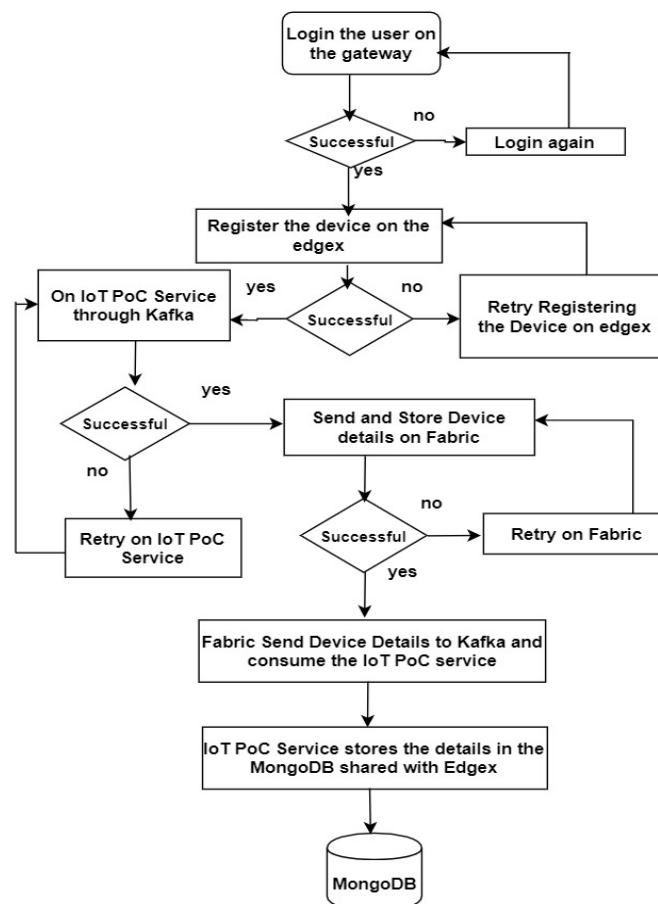 Login the user on
the gateway
no
Successful
Login again
yes
Register the device on the
edgex
On IoT PoC Service
through Kafka
yes
no
Successful
Retry Registering
the Device on edgex
yes
Successful
Send and Store Device
details on Fabric
no
no
Retry on IoT PoC
Service
Successful
Retry on Fabric
yes
Fabric Send Device Details to Kafka and
consume the IoT PoC service
IoT PoC Service stores the details in the
MongoDB shared with Edgex
MongoDB